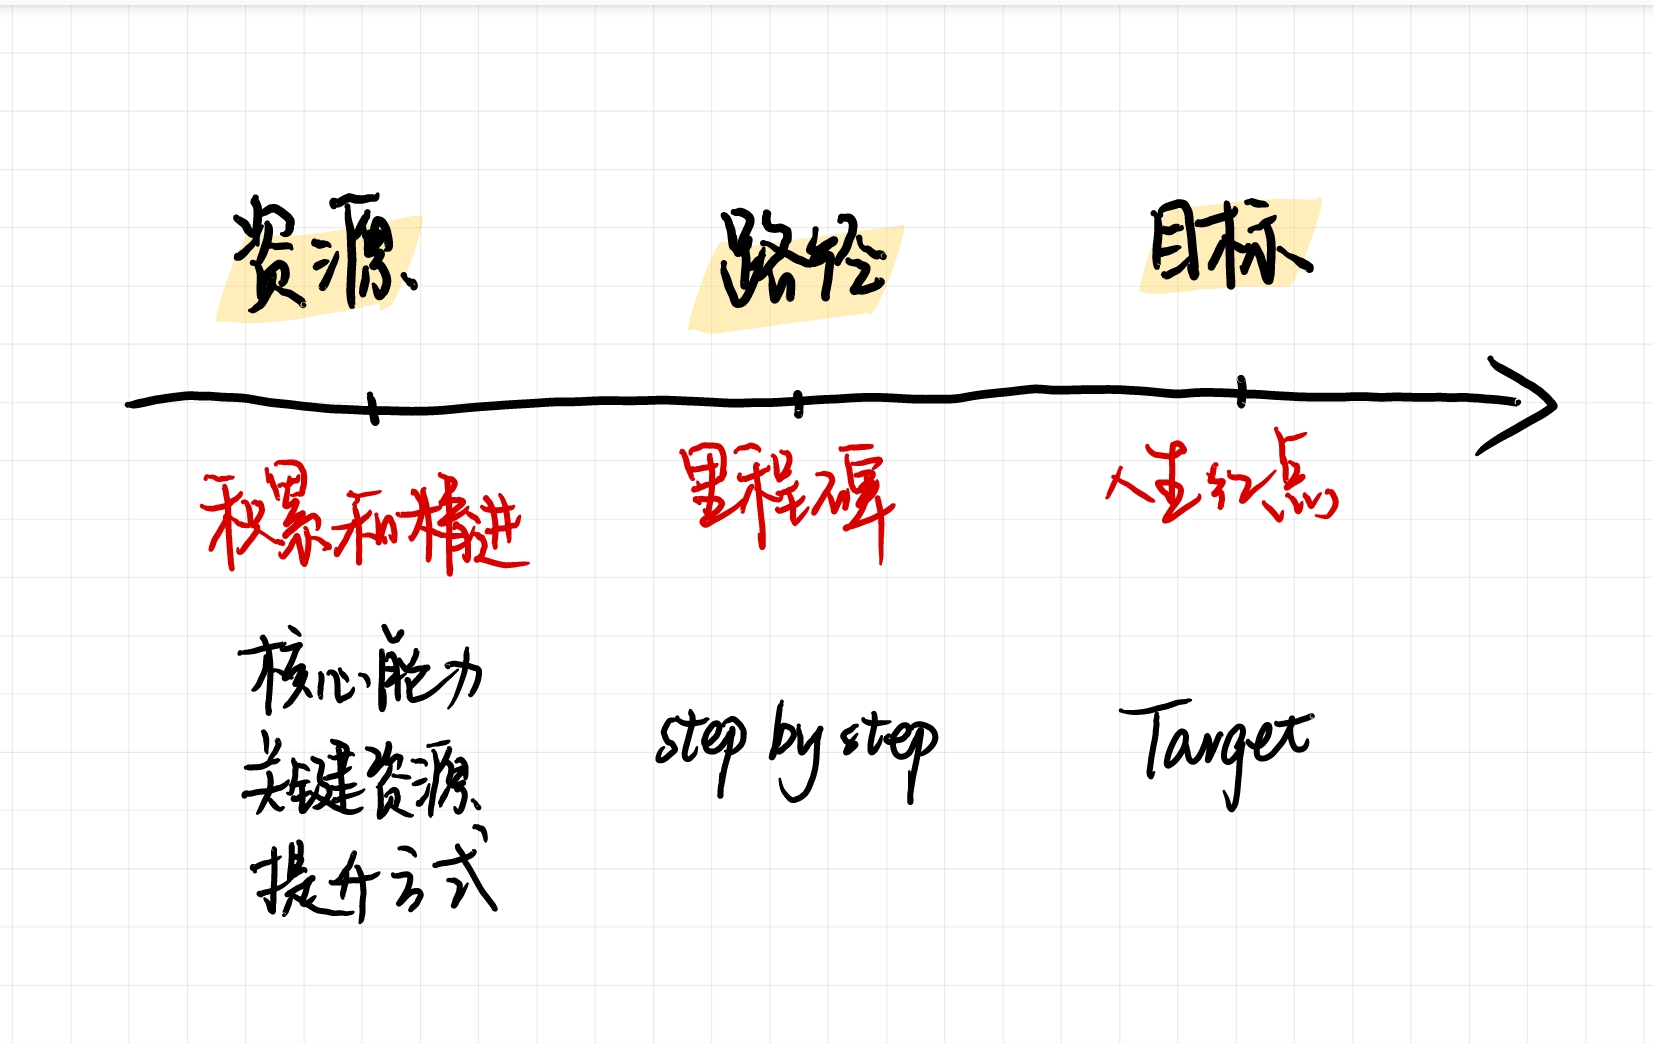 资源 路径 目标
积累和精进 里程碑 人生终点
核心能力
关键资源
提升方式
step by step
Target